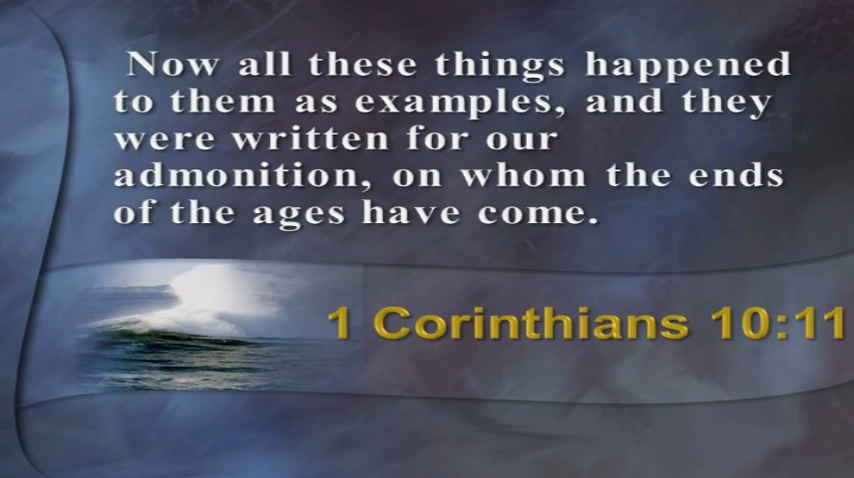 Now all these things happened
to them as examples, and they
were written for our
admonition, on whom the ends
of the ages have come.
1 Corinthians 10:11